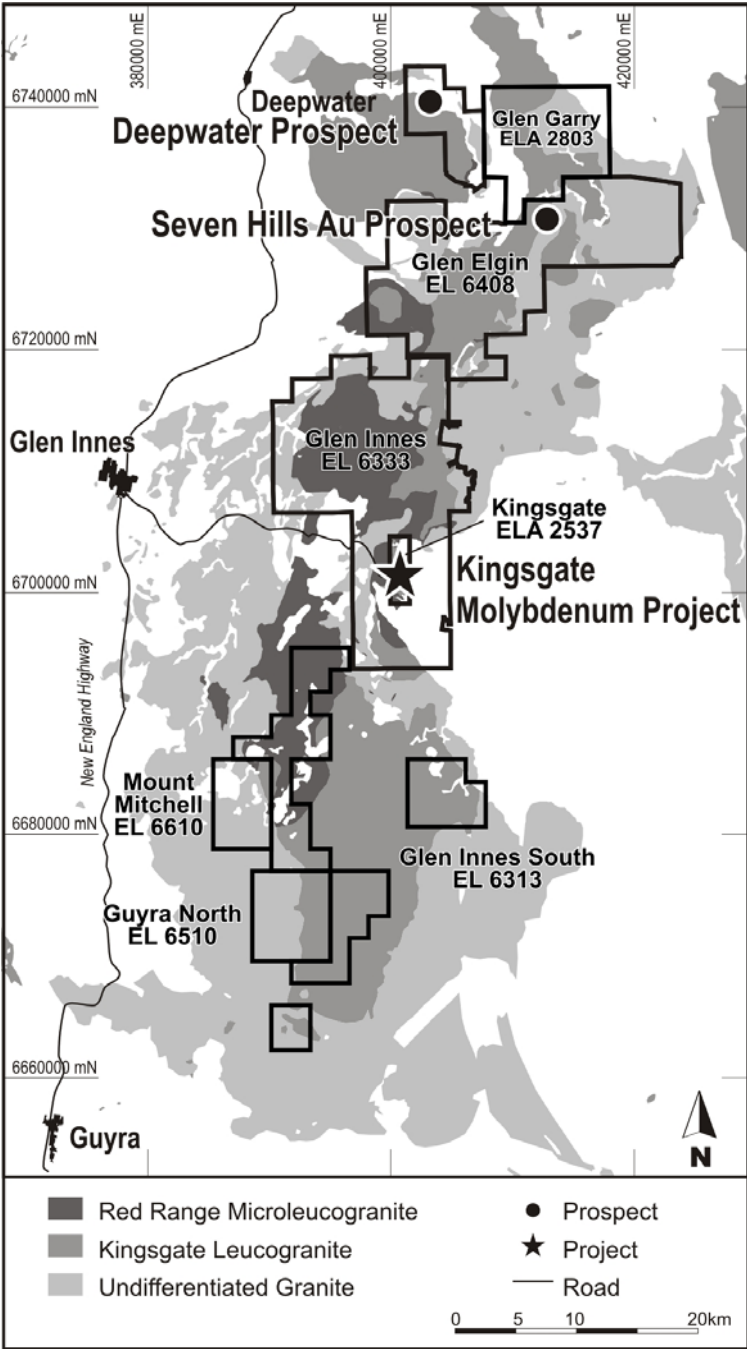 380000 mE
400000 mE
420000 mE
6740000 mN
Deepwater
Deepwater Prospect
Glen Garry
ELA 2803
Seven Hills Au Prospect
Glen Elgin
EL 6408
6720000 mN
Glen Innes
Glen Innes
EL 6333
Kingsgate
ELA 2537
6700000 mN
Kingsgate
Molybdenum Project
New England Highway
Mount
Mitchell
EL 6610
6680000 mN
Glen Innes South
EL 6313
Guyra North
EL 6510
6660000 mN
Guyra
N
Red Range Microleucogranite
Kingsgate Leucogranite
Undifferentiated Granite
Prospect
Project
Road
0 5 10 20km